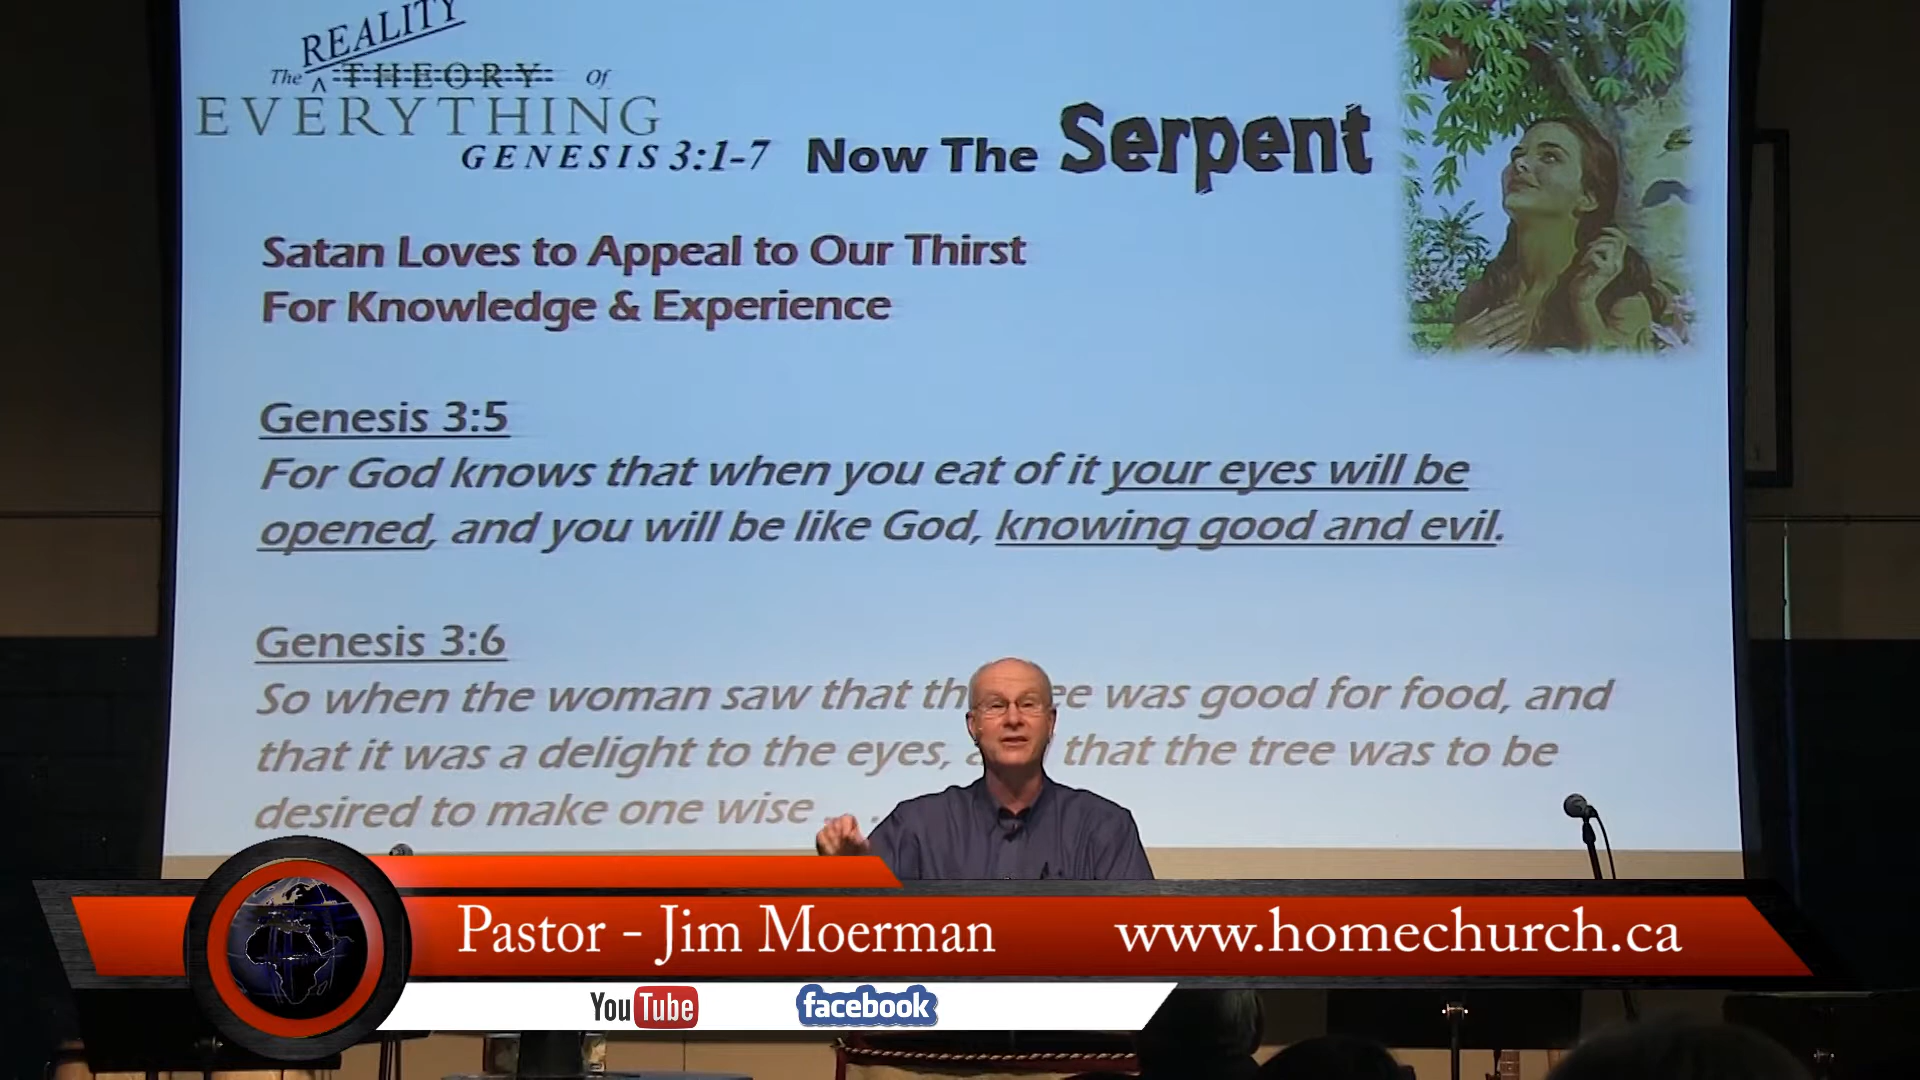 REALITY
The ^ THEORY Of
EVERYTHING
GENESIS 3:1-7 Now The Serpent
Satan Loves to Appeal to Our Thirst
For Knowledge & Experience
Genesis 3:5
For God knows that when you eat of it your eyes will be
opened, and you will be like God, knowing good and evil.
Genesis 3:6
So when the woman saw that was good for food, and
that it was a delight to the eyes, that the tree was to be
desired to make one wise . . .
Pastor - Jim Moerman www.homechurch.ca
YouTube facebook